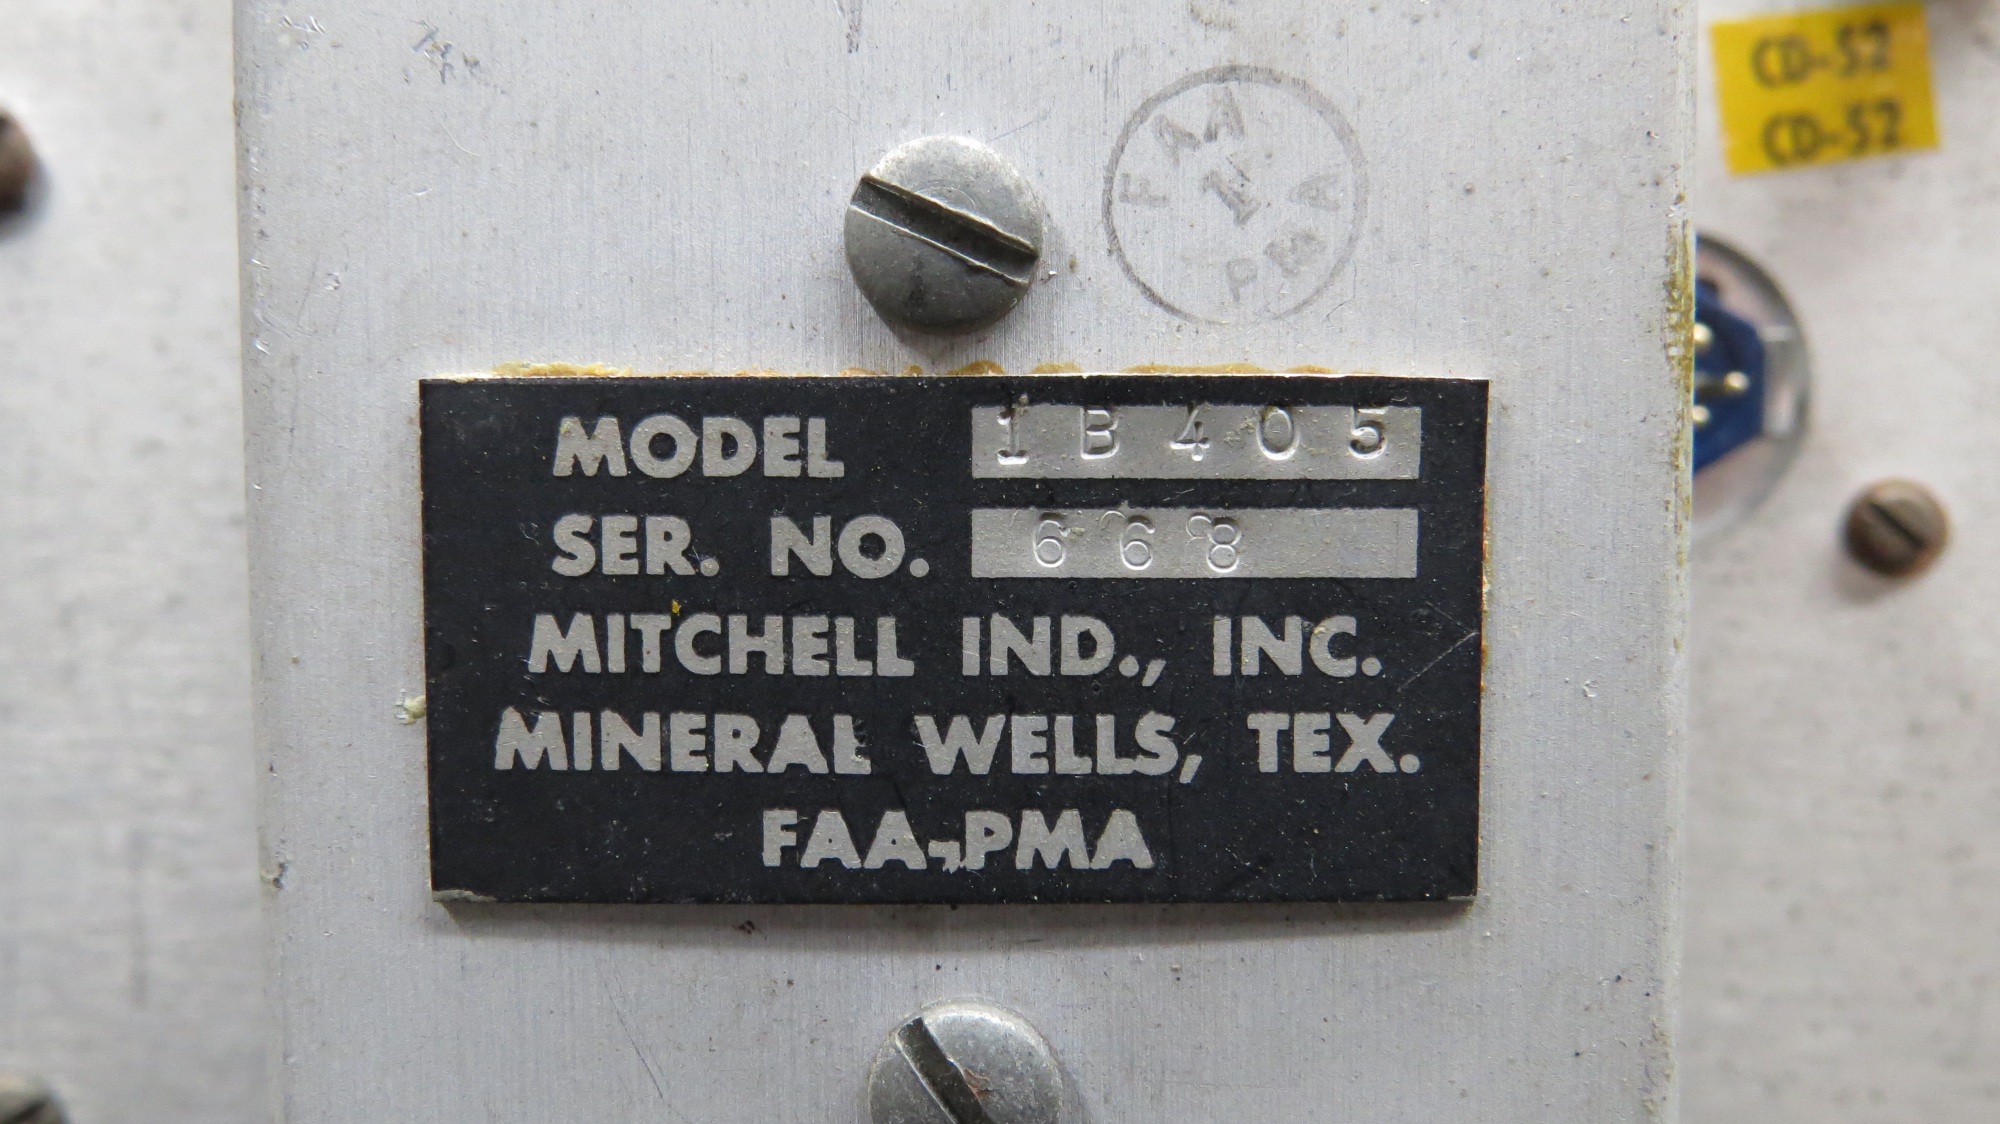 CD-52
CD-52
FAA
1
PMA
MODEL 1B405
SER. NO. 668
MITCHELL IND., INC.
MINERAL WELLS, TEX.
FAA-PMA